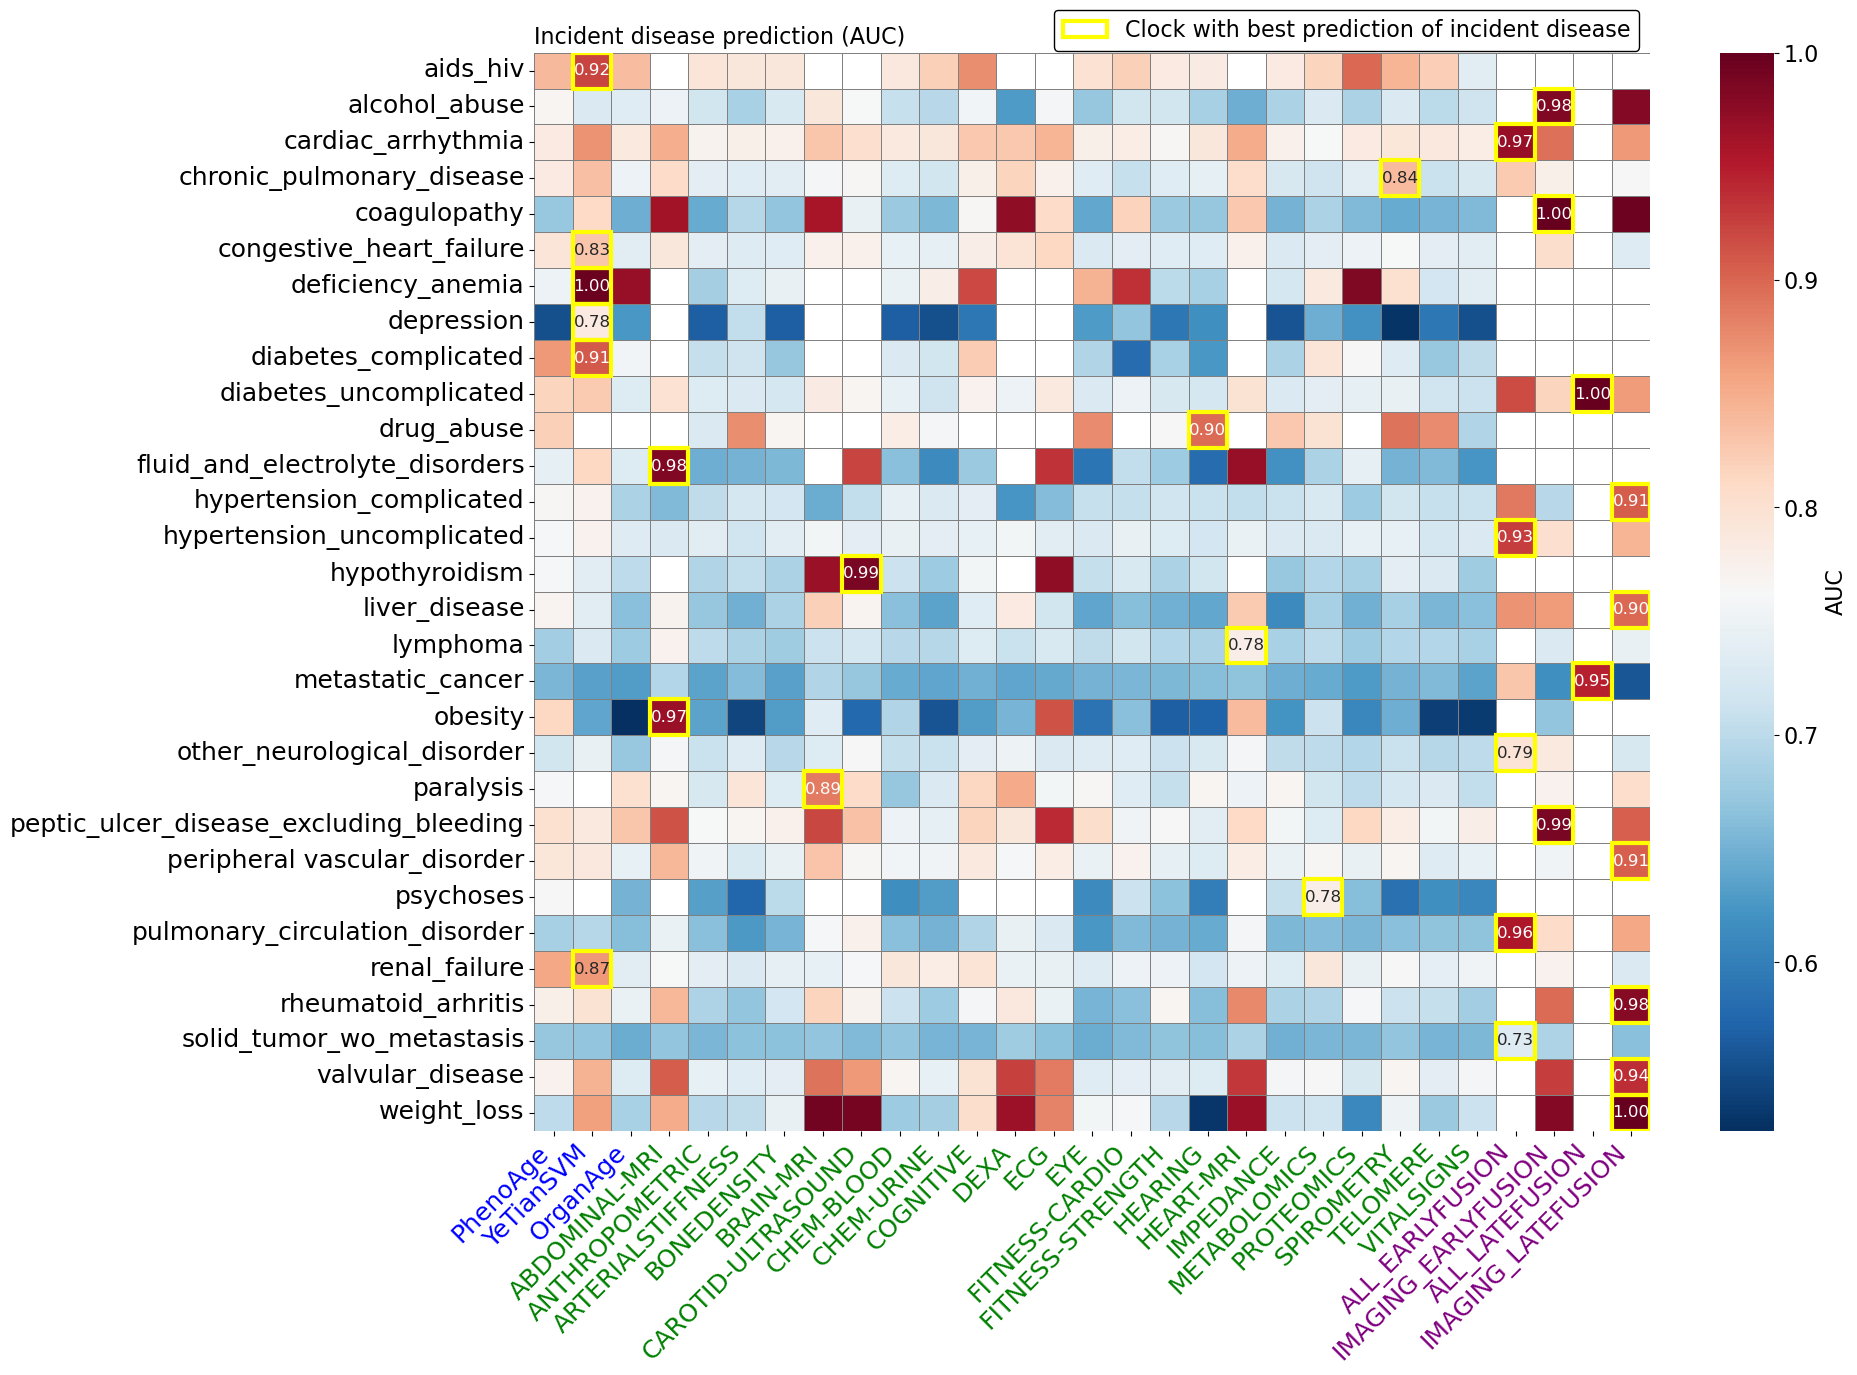 Incident disease prediction (AUC)
Clock with best prediction of incident disease
aids_hiv 0.92
alcohol_abuse 0.98
cardiac_arrhythmia 0.97
chronic_pulmonary_disease 0.84
coagulopathy 1.00
congestive_heart_failure 0.83
deficiency_anemia 1.00
depression 0.78
diabetes_complicated 0.91
diabetes_uncomplicated 1.00
drug_abuse 0.90
fluid_and_electrolyte_disorders 0.98
hypertension_complicated 0.91
hypertension_uncomplicated 0.93
hypothyroidism 0.99
liver_disease 0.90
lymphoma 0.78
metastatic_cancer 0.95
obesity 0.97
other_neurological_disorder 0.79
paralysis 0.89
peptic_ulcer_disease_excluding_bleeding 0.99
peripheral vascular_disorder 0.91
psychoses 0.78
pulmonary_circulation_disorder 0.96
renal_failure 0.87
rheumatoid_arhritis 0.98
solid_tumor_wo_metastasis 0.73
valvular_disease 0.94
weight_loss 1.00
PhenoAge
YeTianSVM
OrganAge
ABDOMINAL-MRI
ANTHROPOMETRIC
ARTERIALSTIFFNESS
BONEDENSITY
BRAIN-MRI
CAROTID-ULTRASOUND
CHEM-BLOOD
CHEM-URINE
COGNITIVE
DEXA
ECG
EYE
FITNESS-CARDIO
FITNESS-STRENGTH
HEARING
HEART-MRI
IMPEDANCE
METABOLOMICS
PROTEOMICS
SPIROMETRY
TELOMERE
VITALSIGNS
ALL_EARLYFUSION
IMAGING_EARLYFUSION
ALL_LATEFUSION
IMAGING_LATEFUSION
1.0
0.9
0.8
0.7
0.6
AUC